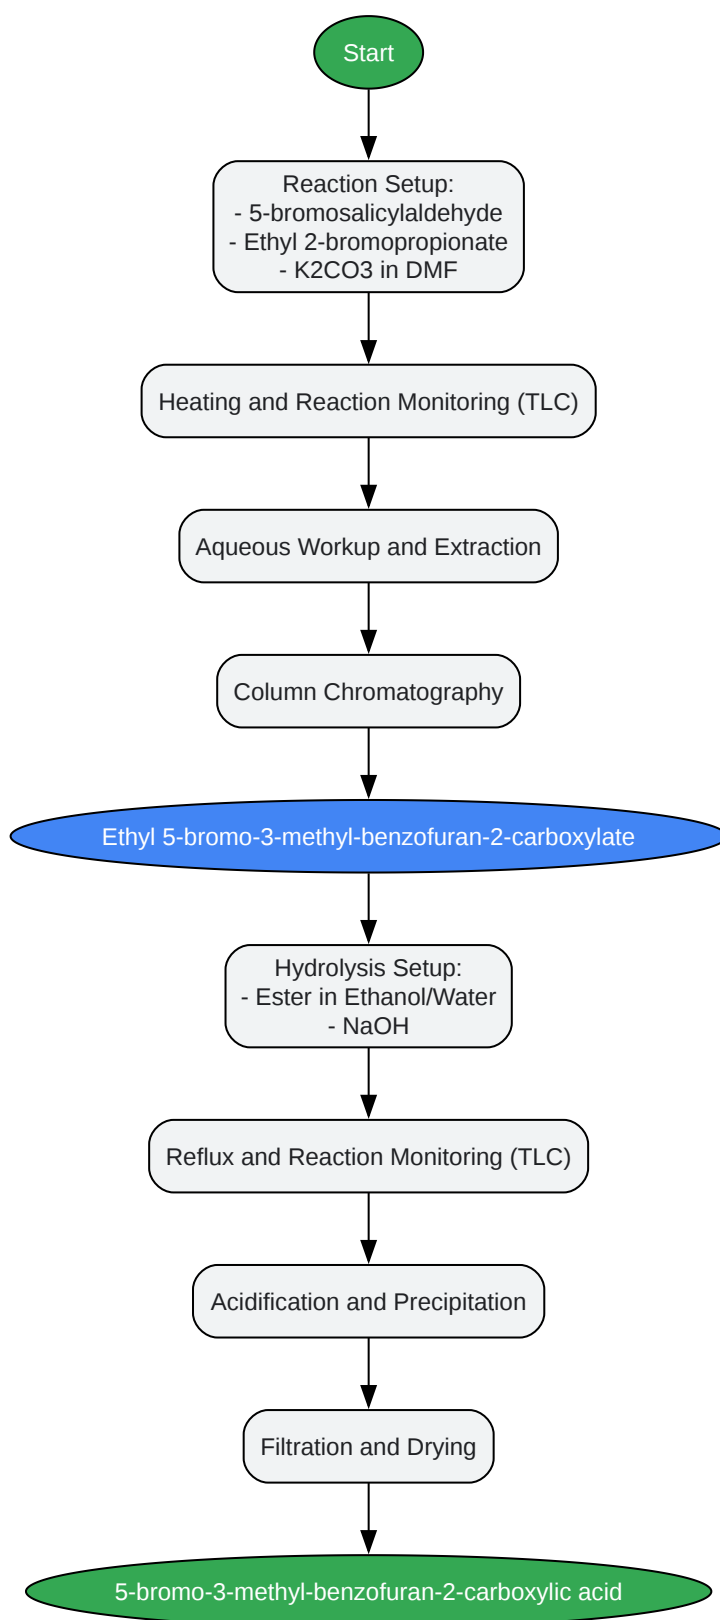 Start
Reaction Setup:
- 5-bromosalicylaldehyde
- Ethyl 2-bromopropionate
- K2CO3 in DMF
Heating and Reaction Monitoring (TLC)
Aqueous Workup and Extraction
Column Chromatography
Ethyl 5-bromo-3-methyl-benzofuran-2-carboxylate
Hydrolysis Setup:
- Ester in Ethanol/Water
- NaOH
Reflux and Reaction Monitoring (TLC)
Acidification and Precipitation
Filtration and Drying
5-bromo-3-methyl-benzofuran-2-carboxylic acid